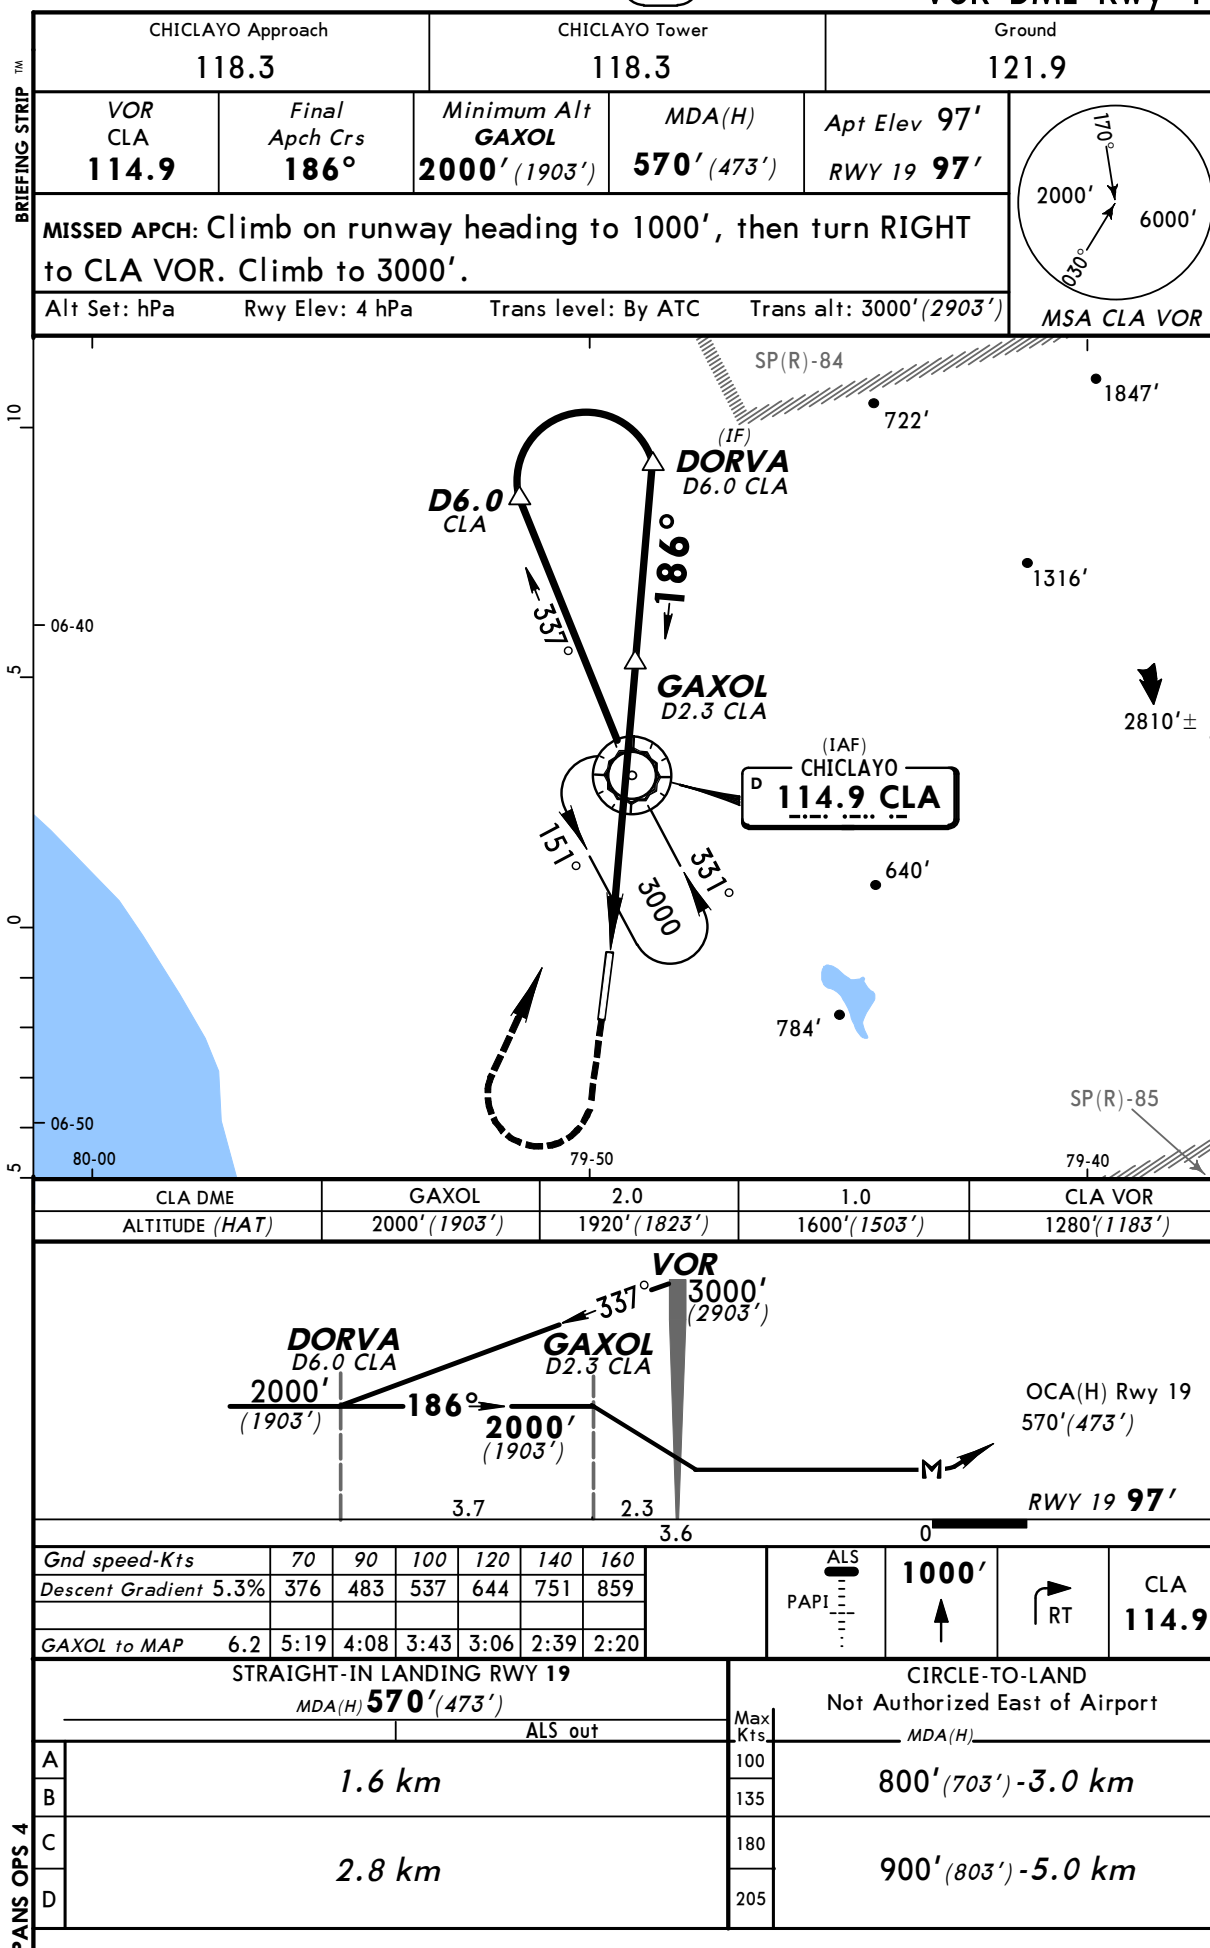 CHICLAYO Approach
118.3
CHICLAYO Tower
118.3
Ground
121.9
BRIEFING STRIP ™
VOR
CLA
114.9
Final
Apch Crs
186°
Minimum Alt
GAXOL
2000' (1903')
MDA(H)
570' (473')
Apt Elev 97'
RWY 19 97'
170°
2000'
6000'
030°
MSA CLA VOR
MISSED APCH: Climb on runway heading to 1000', then turn RIGHT
to CLA VOR. Climb to 3000'.
Alt Set: hPa Rwy Elev: 4 hPa Trans level: By ATC Trans alt: 3000' (2903')
SP(R)-84
1847'
722'
10
(IF)
DORVA
D6.0 CLA
D6.0
CLA
186°
337°
1316'
06-40
5
GAXOL
D2.3 CLA
2810'±
(IAF)
CHICLAYO
D 114.9 CLA
151°
331°
3000
640'
0
784'
SP(R)-85
06-50
5
80-00
79-50
79-40
CLA DME GAXOL 2.0 1.0 CLA VOR
ALTITUDE (HAT) 2000' (1903') 1920' (1823') 1600' (1503') 1280' (1183')
VOR
3000'
(2903')
337°
DORVA
D6.0 CLA
GAXOL
D2.3 CLA
2000'
(1903')
186°
2000'
(1903')
OCA(H) Rwy 19
570' (473')
M
RWY 19 97'
3.7
2.3
3.6
0
Gnd speed-Kts 70 90 100 120 140 160
Descent Gradient 5.3% 376 483 537 644 751 859
GAXOL to MAP 6.2 5:19 4:08 3:43 3:06 2:39 2:20
ALS
PAPI
1000'
RT
CLA
114.9
STRAIGHT-IN LANDING RWY 19
MDA(H) 570' (473')
ALS out
CIRCLE-TO-LAND
Not Authorized East of Airport
Max
Kts
MDA(H)
A
B
1.6 km
100
135
800' (703') -3.0 km
C
D
2.8 km
180
205
900' (803') -5.0 km
PANS OPS 4